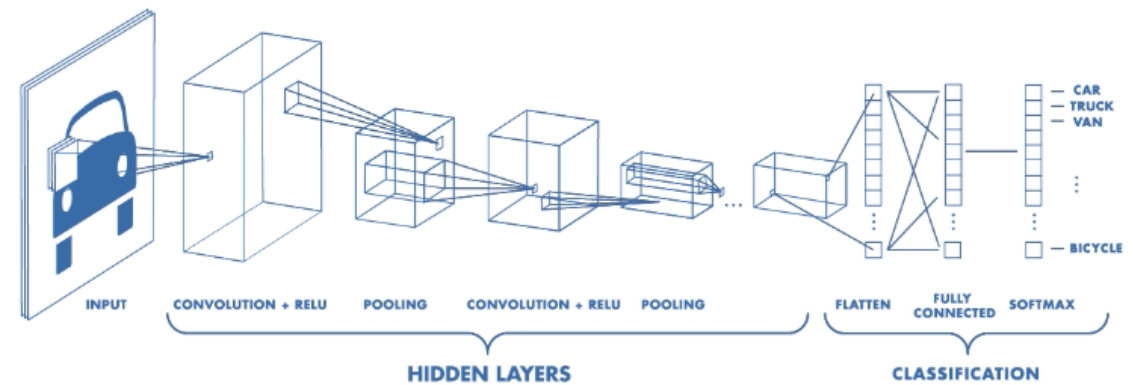 CAR
TRUCK
VAN
BICYCLE
INPUT
CONVOLUTION + RELU
POOLING
CONVOLUTION + RELU
POOLING
FLATTEN
FULLY
CONNECTED
SOFTMAX
HIDDEN LAYERS
CLASSIFICATION